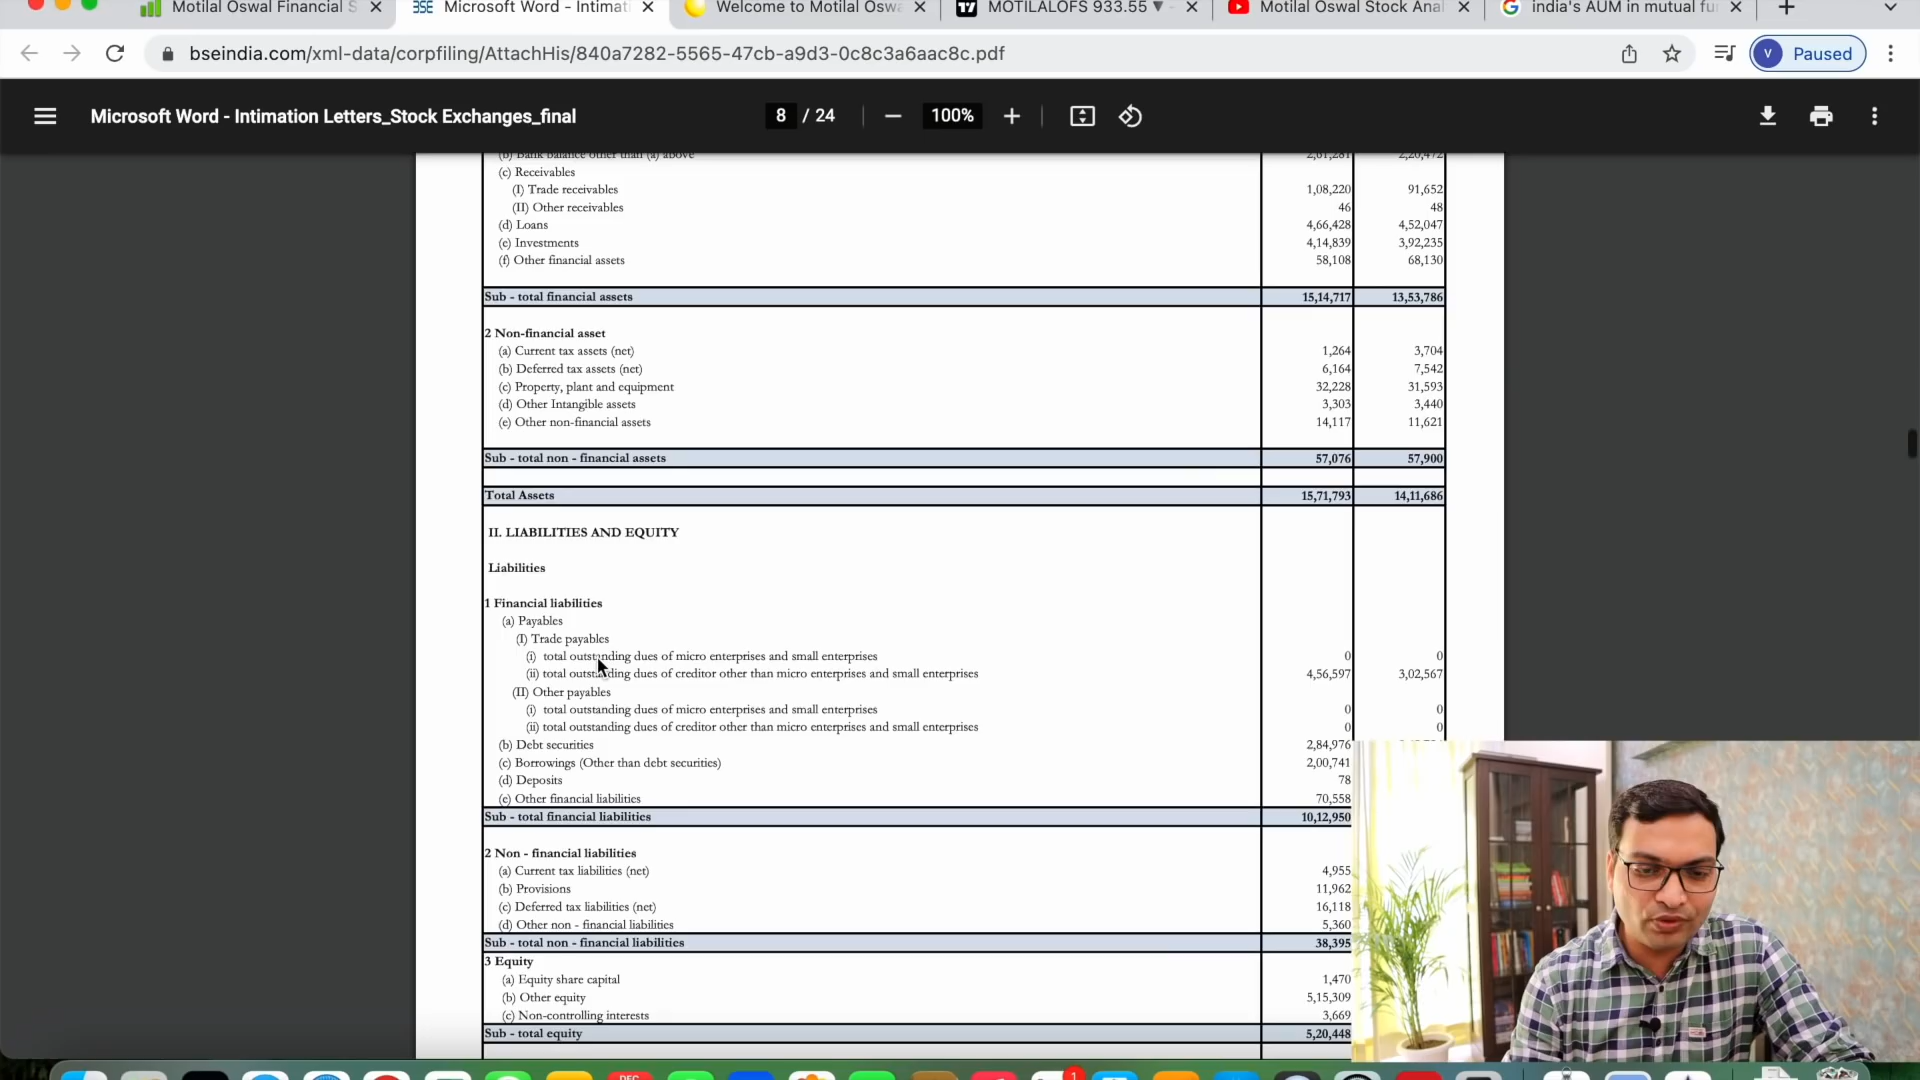 Motilal Oswal Financial S
Microsoft Word - Intimati
Welcome to Motilal Osw
MOTILALOFS 933.55 ▼
Motilal Oswal Stock Anal
india's AUM in mutual fu
bseindia.com/xml-data/corpfiling/AttachHis/840a7282-5565-47cb-a9d3-0c8c3a6aac8c.pdf
V Paused
Microsoft Word - Intimation Letters_Stock Exchanges_final
8 / 24
100%
(b) Bank balance other than (a) above 2,61,281 2,20,472
(c) Receivables
(I) Trade receivables 1,08,220 91,652
(II) Other receivables 46 48
(d) Loans 4,66,428 4,52,047
(e) Investments 4,14,839 3,92,235
(f) Other financial assets 58,108 68,130
Sub - total financial assets 15,14,717 13,53,786
2 Non-financial asset
(a) Current tax assets (net) 1,264 3,704
(b) Deferred tax assets (net) 6,164 7,542
(c) Property, plant and equipment 32,228 31,593
(d) Other Intangible assets 3,303 3,440
(e) Other non-financial assets 14,117 11,621
Sub - total non - financial assets 57,076 57,900
Total Assets 15,71,793 14,11,686
II. LIABILITIES AND EQUITY
Liabilities
1 Financial liabilities
(a) Payables
(I) Trade payables
(i) total outstanding dues of micro enterprises and small enterprises 0 0
(ii) total outstanding dues of creditor other than micro enterprises and small enterprises 4,56,597 3,02,567
(II) Other payables
(i) total outstanding dues of micro enterprises and small enterprises 0 0
(ii) total outstanding dues of creditor other than micro enterprises and small enterprises 0 0
(b) Debt securities 2,84,976
(c) Borrowings (Other than debt securities) 2,00,741
(d) Deposits 78
(e) Other financial liabilities 70,558
Sub - total financial liabilities 10,12,950
2 Non - financial liabilities
(a) Current tax liabilities (net) 4,955
(b) Provisions 11,962
(c) Deferred tax liabilities (net) 16,118
(d) Other non - financial liabilities 5,360
Sub - total non - financial liabilities 38,395
3 Equity
(a) Equity share capital 1,470
(b) Other equity 5,15,309
(c) Non-controlling interests 3,669
Sub - total equity 5,20,448
DEC
1